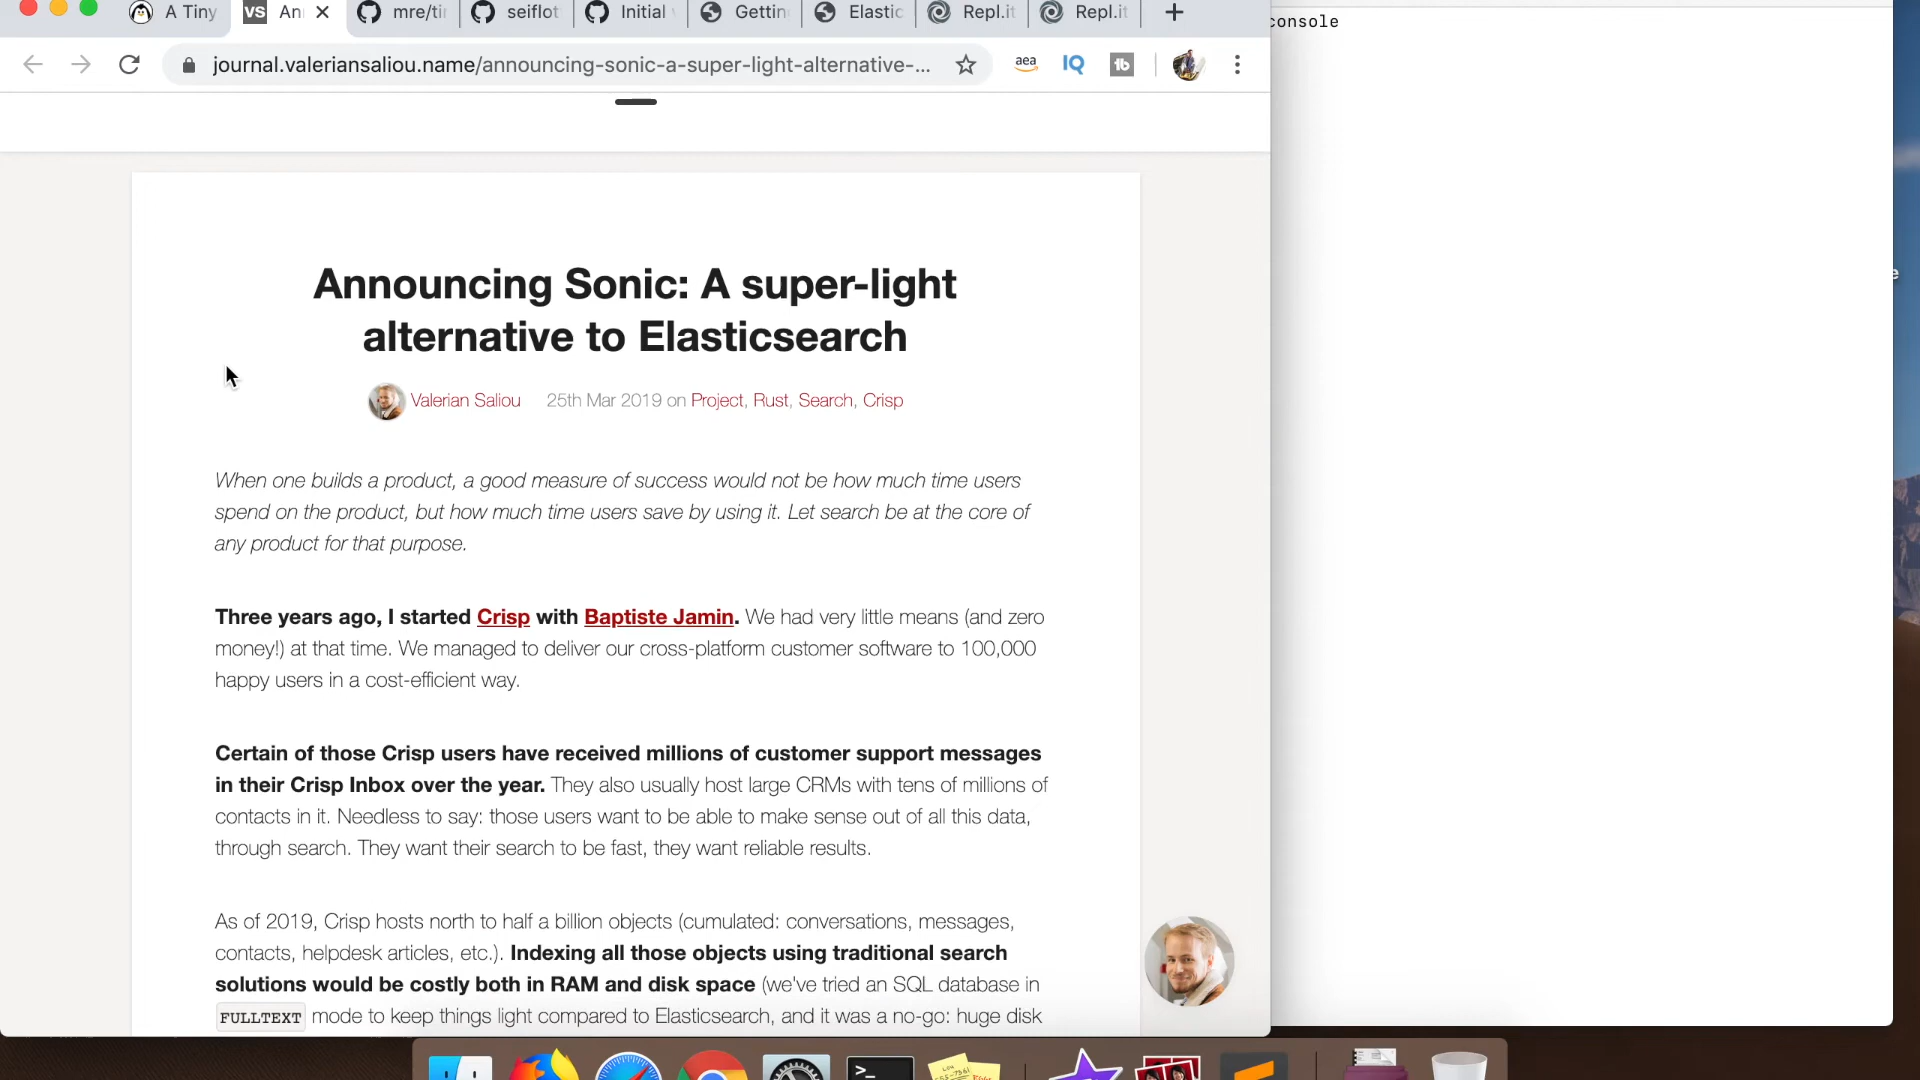 A Tiny
VS An
mre/ti
seiflo
Initial
Gettin
Elastic
Repl.it
Repl.it
console
journal.valeriansaliou.name/announcing-sonic-a-super-light-alternative-...
aea
IQ
tb
Announcing Sonic: A super-light
alternative to Elasticsearch
Valerian Saliou 25th Mar 2019 on Project, Rust, Search, Crisp
When one builds a product, a good measure of success would not be how much time users
spend on the product, but how much time users save by using it. Let search be at the core of
any product for that purpose.
Three years ago, I started Crisp with Baptiste Jamin. We had very little means (and zero
money!) at that time. We managed to deliver our cross-platform customer software to 100,000
happy users in a cost-efficient way.
Certain of those Crisp users have received millions of customer support messages
in their Crisp Inbox over the year. They also usually host large CRMs with tens of millions of
contacts in it. Needless to say: those users want to be able to make sense out of all this data,
through search. They want their search to be fast, they want reliable results.
As of 2019, Crisp hosts north to half a billion objects (cumulated: conversations, messages,
contacts, helpdesk articles, etc.). Indexing all those objects using traditional search
solutions would be costly both in RAM and disk space (we've tried an SQL database in
FULLTEXT mode to keep things light compared to Elasticsearch, and it was a no-go: huge disk